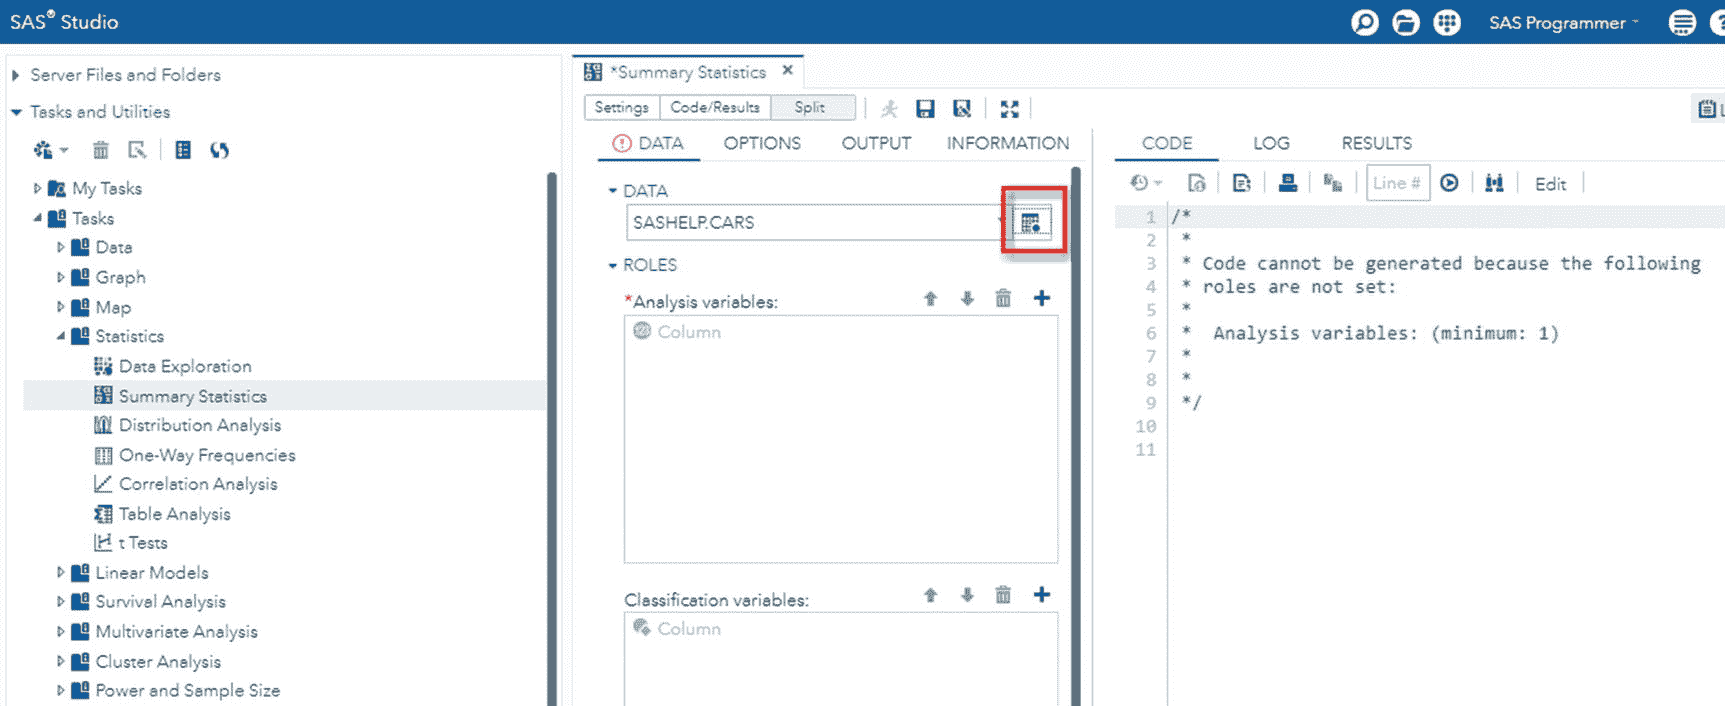 SAS® Studio
SAS Programmer
Server Files and Folders
Tasks and Utilities
My Tasks
Tasks
Data
Graph
Map
Statistics
Data Exploration
Summary Statistics
Distribution Analysis
One-Way Frequencies
Correlation Analysis
Table Analysis
t Tests
Linear Models
Survival Analysis
Multivariate Analysis
Cluster Analysis
Power and Sample Size
*Summary Statistics
Settings Code/Results Split
DATA OPTIONS OUTPUT INFORMATION
DATA
SASHELP.CARS
ROLES
*Analysis variables:
Column
Classification variables:
Column
CODE LOG RESULTS
Line # Edit
1 /*
2 *
3 * Code cannot be generated because the following
4 * roles are not set:
5 *
6 * Analysis variables: (minimum: 1)
7 *
8 *
9 */
10
11